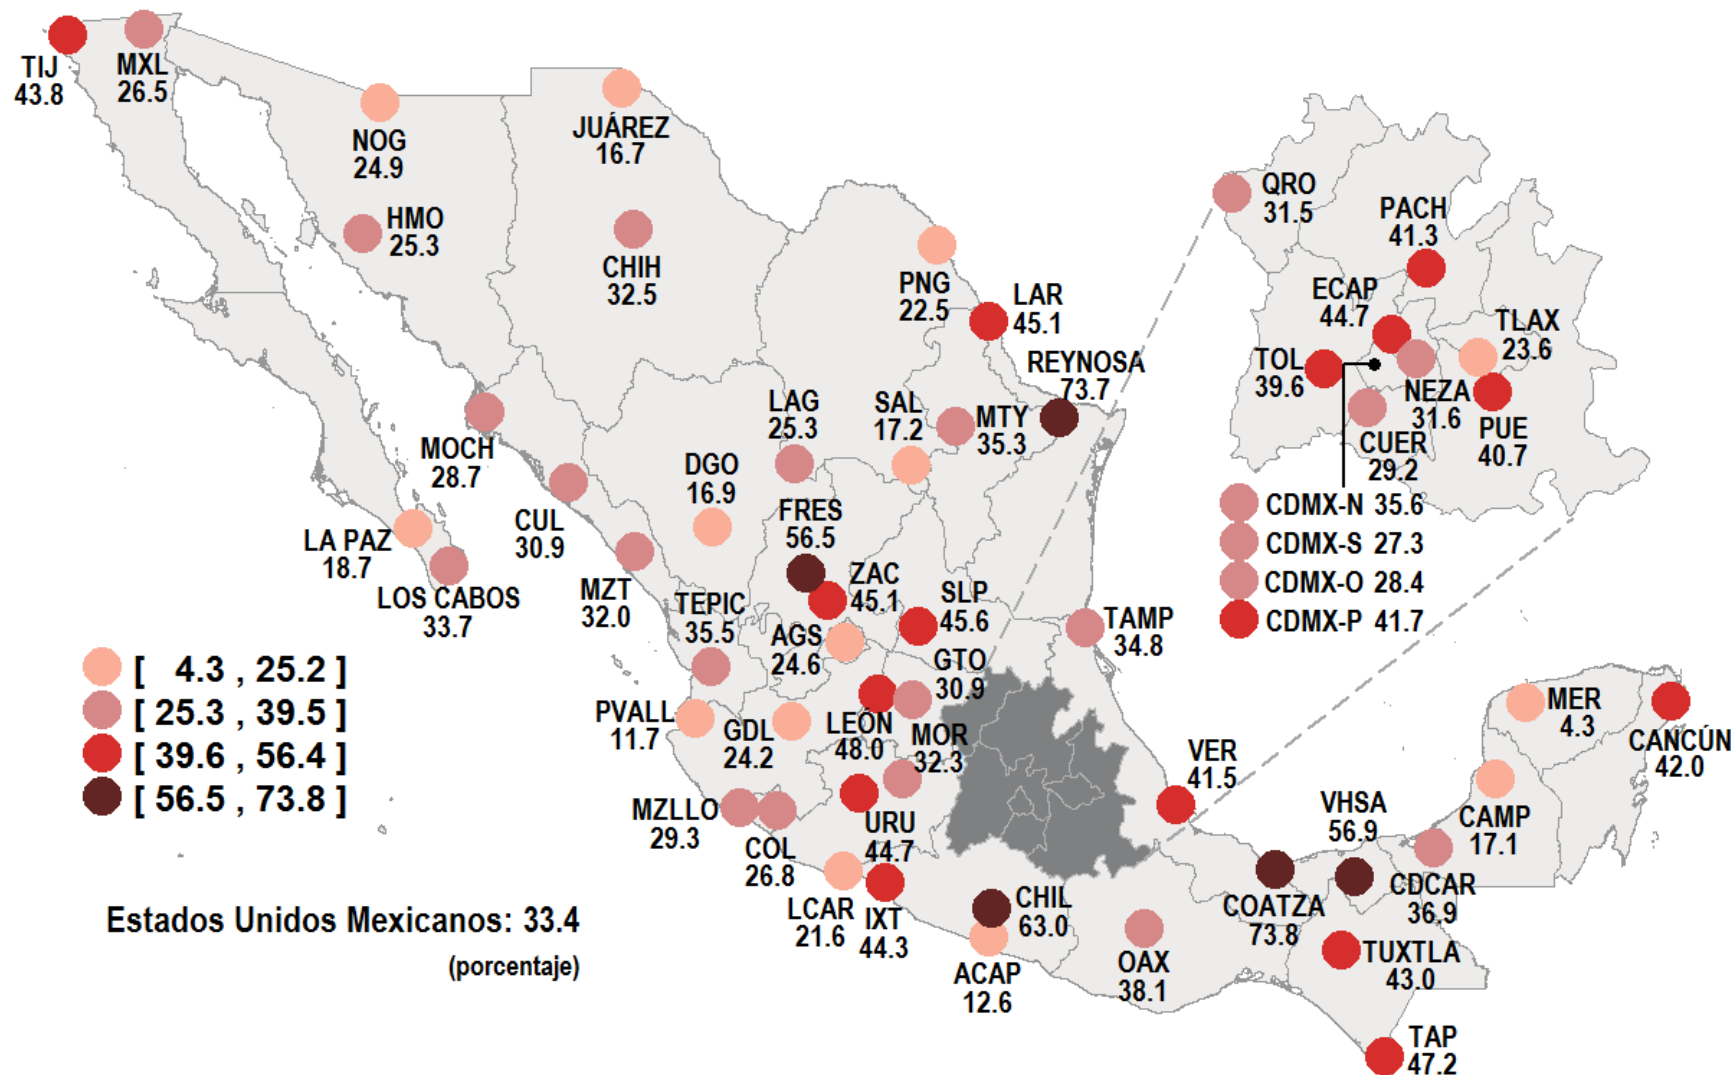 TIJ
43.8
MXL
26.5
NOG
24.9
JUÁREZ
16.7
HMO
25.3
CHIH
32.5
PNG
22.5
LAR
45.1
REYNOSA
73.7
MOCH
28.7
LAG
25.3
SAL
17.2
MTY
35.3
DGO
16.9
CUL
30.9
FRES
56.5
LA PAZ
18.7
LOS CABOS
33.7
MZT
32.0
ZAC
45.1
SLP
45.6
TEPIC
35.5
AGS
24.6
GTO
30.9
TAMP
34.8
PVALL
11.7
GDL
24.2
LEÓN
48.0
MOR
32.3
MZLLO
29.3
COL
26.8
URU
44.7
LCAR
21.6
IXT
44.3
CHIL
63.0
ACAP
12.6
OAX
38.1
VER
41.5
COATZA
73.8
VHSA
56.9
CDCAR
36.9
CAMP
17.1
MER
4.3
CANCÚN
42.0
TUXTLA
43.0
TAP
47.2
QRO
31.5
PACH
41.3
ECAP
44.7
TLAX
23.6
TOL
39.6
NEZA
31.6
PUE
40.7
CUER
29.2
CDMX-N 35.6
CDMX-S 27.3
CDMX-O 28.4
CDMX-P 41.7
[ 4.3 , 25.2 ]
[ 25.3 , 39.5 ]
[ 39.6 , 56.4 ]
[ 56.5 , 73.8 ]
Estados Unidos Mexicanos: 33.4
(porcentaje)